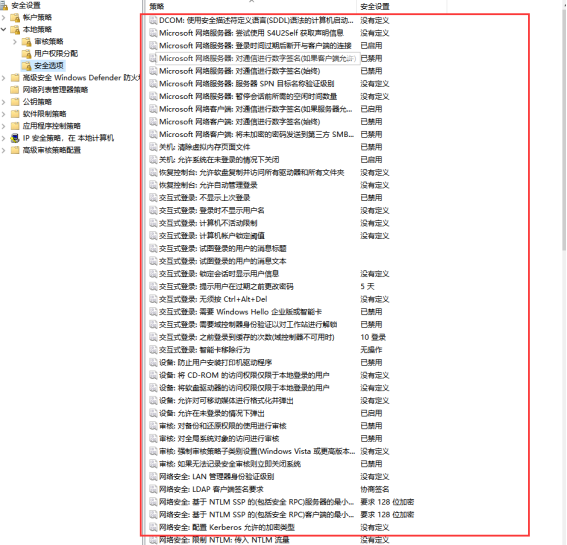 安全设置
帐户策略
本地策略
审核策略
用户权限分配
安全选项
高级安全 Windows Defender 防火
网络列表管理器策略
公钥策略
软件限制策略
应用程序控制策略
IP 安全策略，在 本地计算机
高级审核策略配置
策略 安全设置
DCOM: 使用安全描述符定义语言(SDDL)语法的计算机启动... 没有定义
Microsoft 网络服务器: 尝试使用 S4U2Self 获取声明信息 没有定义
Microsoft 网络服务器: 登录时间过期后断开与客户端的连接 已启用
Microsoft 网络服务器: 对通信进行数字签名(如果客户端允许) 已禁用
Microsoft 网络服务器: 对通信进行数字签名(始终) 已禁用
Microsoft 网络服务器: 服务器 SPN 目标名称验证级别 没有定义
Microsoft 网络服务器: 暂停会话前所需的空闲时间数量 没有定义
Microsoft 网络客户端: 对通信进行数字签名(如果服务器允... 已启用
Microsoft 网络客户端: 对通信进行数字签名(始终) 已禁用
Microsoft 网络客户端: 将未加密的密码发送到第三方 SMB... 已禁用
关机: 清除虚拟内存页面文件 已禁用
关机: 允许系统在未登录的情况下关闭 已启用
恢复控制台: 允许软盘复制并访问所有驱动器和所有文件夹 没有定义
恢复控制台: 允许自动管理登录 没有定义
交互式登录: 不显示上次登录 已禁用
交互式登录: 登录时不显示用户名 没有定义
交互式登录: 计算机不活动限制 没有定义
交互式登录: 计算机帐户锁定阈值 没有定义
交互式登录: 试图登录的用户的消息标题
交互式登录: 试图登录的用户的消息文本
交互式登录: 锁定会话时显示用户信息 没有定义
交互式登录: 提示用户在过期之前更改密码 5 天
交互式登录: 无须按 Ctrl+Alt+Del 没有定义
交互式登录: 需要 Windows Hello 企业版或智能卡 已禁用
交互式登录: 需要域控制器身份验证以对工作站进行解锁 已禁用
交互式登录: 之前登录到缓存的次数(域控制器不可用时) 10 登录
交互式登录: 智能卡移除行为 无操作
设备: 防止用户安装打印机驱动程序 已禁用
设备: 将 CD-ROM 的访问权限仅限于本地登录的用户 没有定义
设备: 将软盘驱动器的访问权限仅限于本地登录的用户 没有定义
设备: 允许对可移动媒体进行格式化并弹出 没有定义
设备: 允许在未登录的情况下弹出 已启用
审核: 对备份和还原权限的使用进行审核 已禁用
审核: 对全局系统对象的访问进行审核 已禁用
审核: 强制审核策略子类别设置(Windows Vista 或更高版本... 没有定义
审核: 如果无法记录安全审核则立即关闭系统 已禁用
网络安全: LAN 管理器身份验证级别 没有定义
网络安全: LDAP 客户端签名要求 协商签名
网络安全: 基于 NTLM SSP 的(包括安全 RPC)服务器的最小... 要求 128 位加密
网络安全: 基于 NTLM SSP 的(包括安全 RPC)客户端的最小... 要求 128 位加密
网络安全: 配置 Kerberos 允许的加密类型 没有定义
网络安全: 限制 NTLM: 传入 NTLM 流量 没有定义